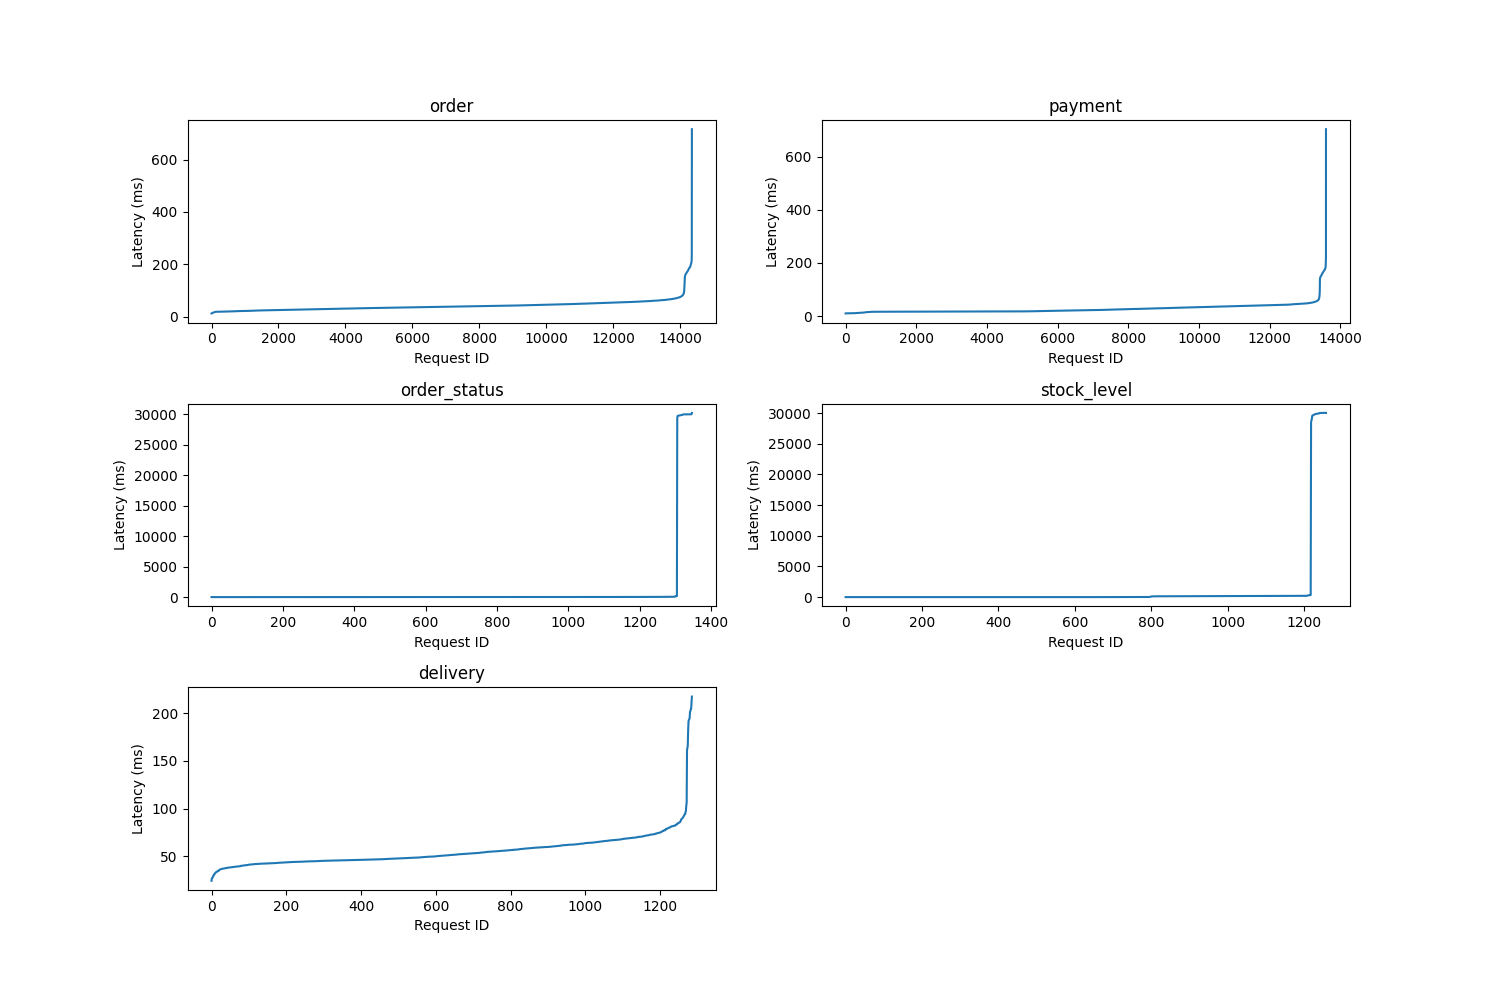 order
600
400
200
0
Latency (ms)
0 2000 4000 6000 8000 10000 12000 14000
Request ID
payment
600
400
200
0
Latency (ms)
0 2000 4000 6000 8000 10000 12000 14000
Request ID
order_status
30000
25000
20000
15000
10000
5000
0
Latency (ms)
0 200 400 600 800 1000 1200 1400
Request ID
stock_level
30000
25000
20000
15000
10000
5000
0
Latency (ms)
0 200 400 600 800 1000 1200
Request ID
delivery
200
150
100
50
Latency (ms)
0 200 400 600 800 1000 1200
Request ID